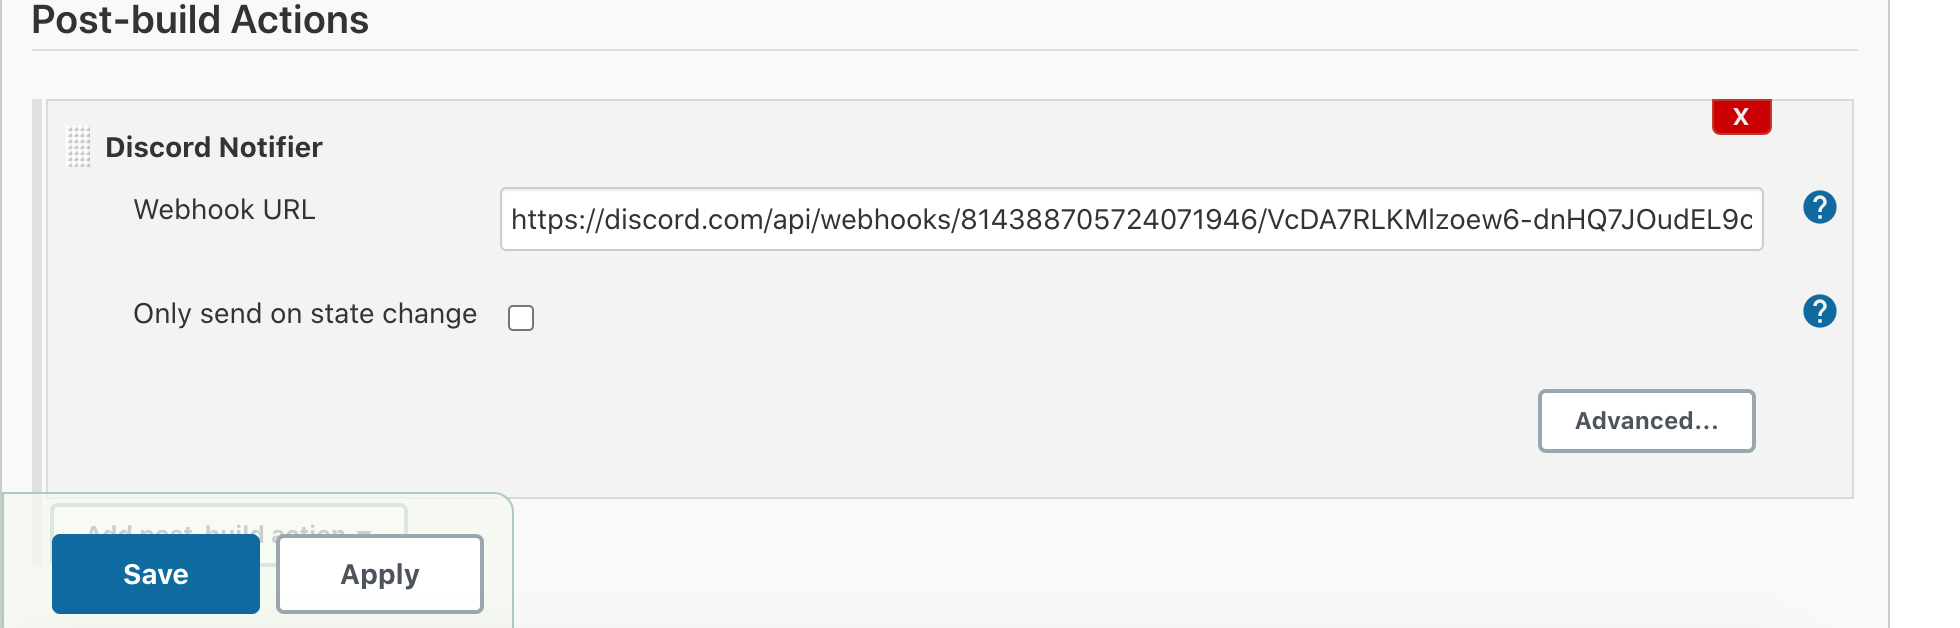 Post-build Actions
X
Discord Notifier
Webhook URL
https://discord.com/api/webhooks/814388705724071946/VcDA7RLKMlzoew6-dnHQ7JOudEL9c
?
Only send on state change
?
Advanced...
Add post-build action
Save
Apply